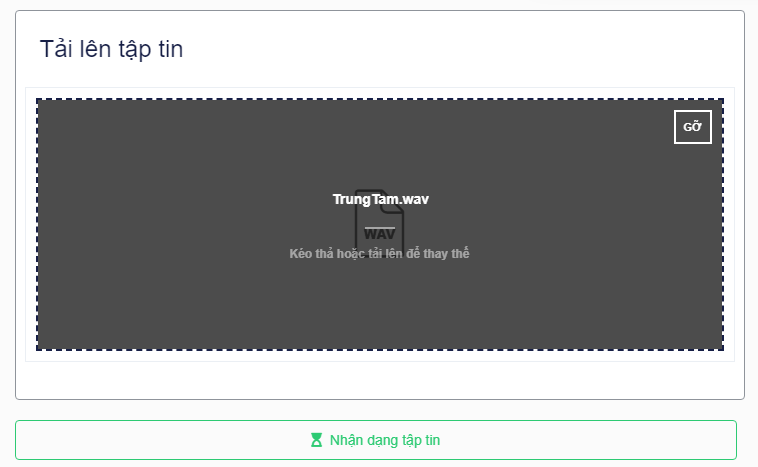 Tải lên tập tin
GỠ
TrungTam.wav
WAV
Kéo thả hoặc tải lên để thay thế
Nhận dạng tập tin